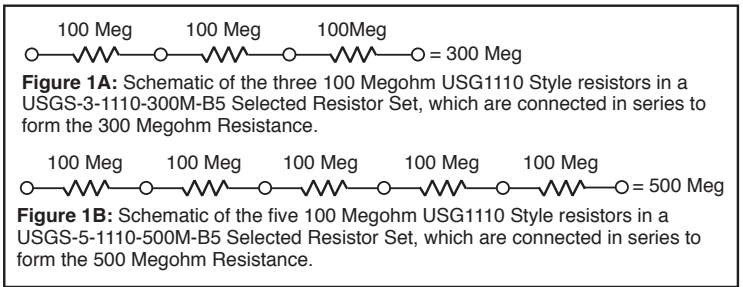 100 Meg 100 Meg 100Meg
= 300 Meg
Figure 1A: Schematic of the three 100 Megohm USG1110 Style resistors in a
USGS-3-1110-300M-B5 Selected Resistor Set, which are connected in series to
form the 300 Megohm Resistance.
100 Meg 100 Meg 100 Meg 100 Meg 100 Meg
= 500 Meg
Figure 1B: Schematic of the five 100 Megohm USG1110 Style resistors in a
USGS-5-1110-500M-B5 Selected Resistor Set, which are connected in series to
form the 500 Megohm Resistance.